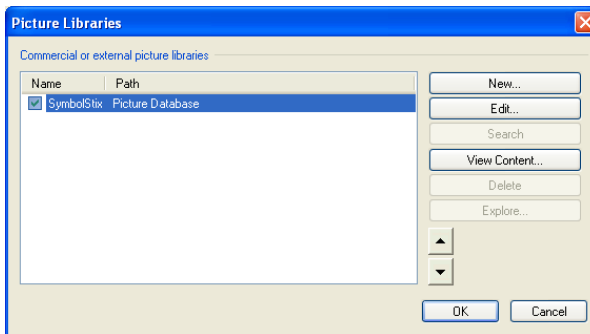 Picture Libraries
Commercial or external picture libraries
Name Path
SymbolStix Picture Database
New...
Edit...
Search
View Content...
Delete
Explore...
OK Cancel